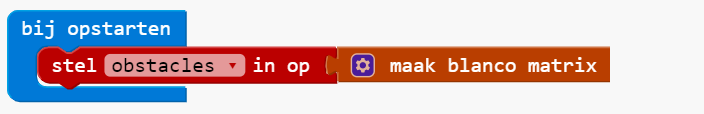 bij opstarten
stel obstacles in op maak blanco matrix